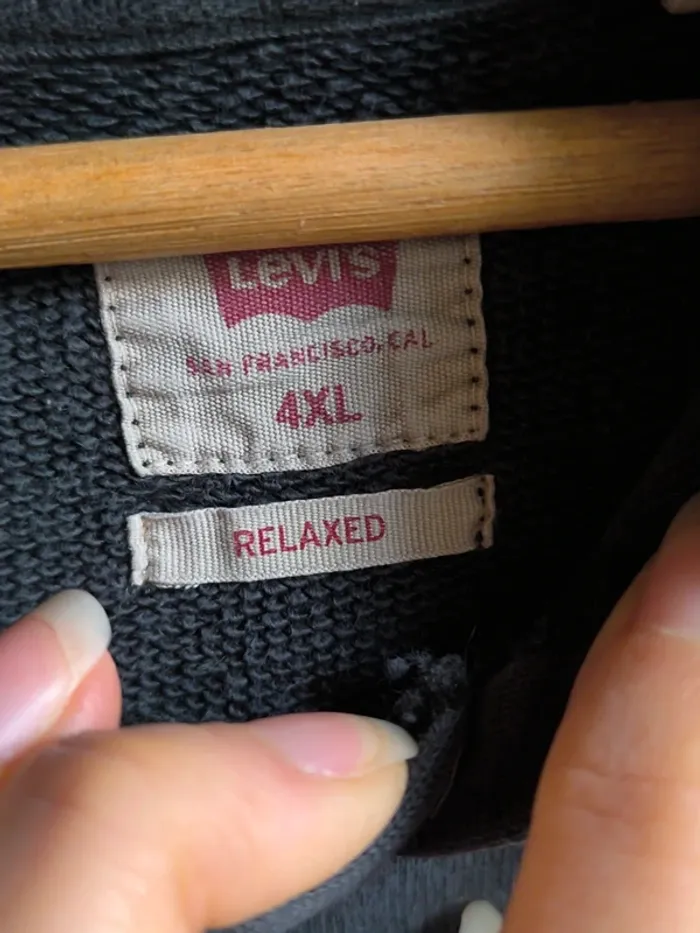 Levi's
SAN FRANCISCO, CAL
4XL
RELAXED